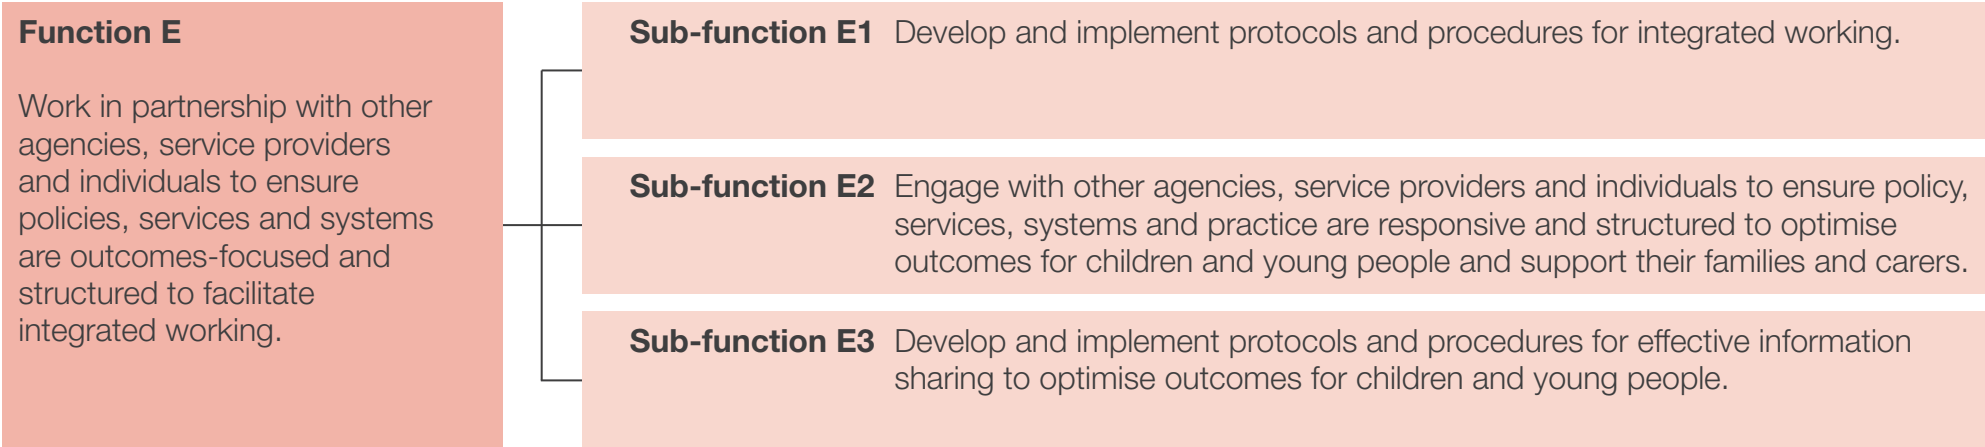 Function E
Work in partnership with other
agencies, service providers
and individuals to ensure
policies, services and systems
are outcomes-focused and
structured to facilitate
integrated working.
Sub-function E1 Develop and implement protocols and procedures for integrated working.
Sub-function E2 Engage with other agencies, service providers and individuals to ensure policy,
services, systems and practice are responsive and structured to optimise
outcomes for children and young people and support their families and carers.
Sub-function E3 Develop and implement protocols and procedures for effective information
sharing to optimise outcomes for children and young people.